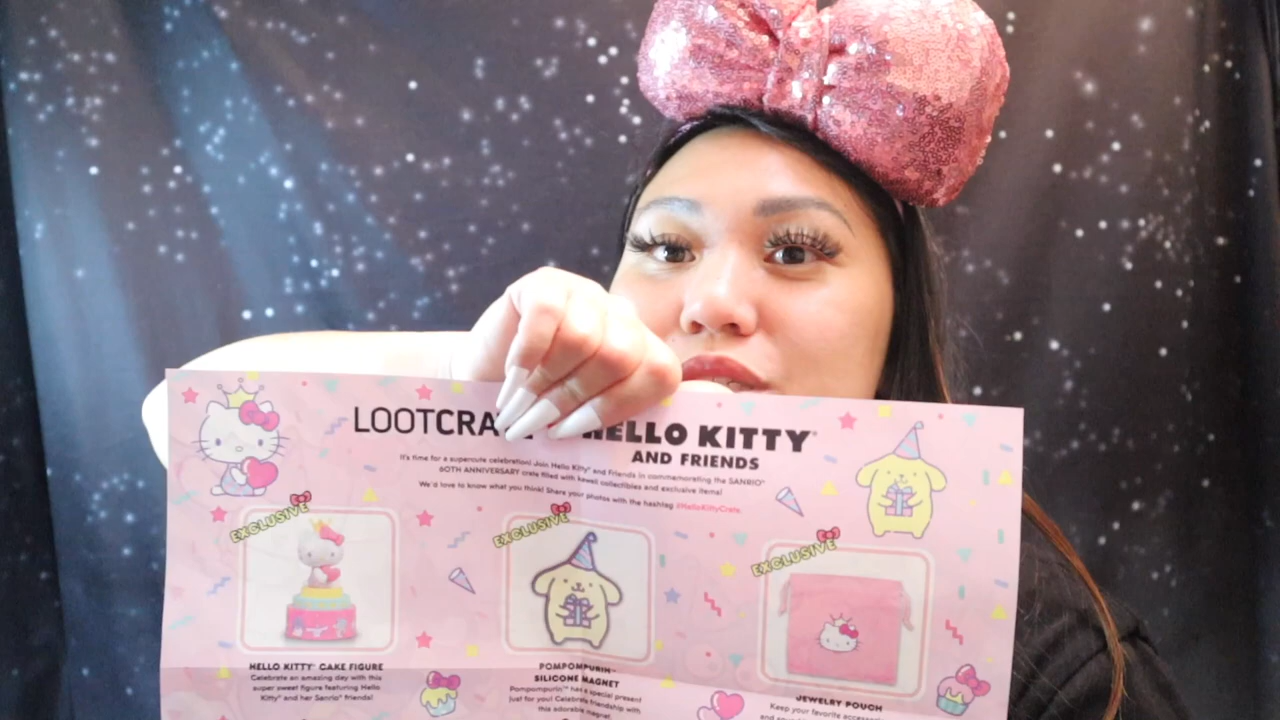 LOOTCRA HELLO KITTY®
AND FRIENDS
It's time for a supercute celebration! Join Hello Kitty® and Friends in commemorating the SANRIO®
60TH ANNIVERSARY crate filled with kawaii collectibles and exclusive items!
We'd love to know what you think! Share your photos with the hashtag #HelloKittyCrate.
EXCLUSIVE
HELLO KITTY® CAKE FIGURE
Celebrate an amazing day with this
super sweet figure featuring Hello
Kitty® and her Sanrio® friends!
EXCLUSIVE
POMPOMPURIN™
SILICONE MAGNET
Pompompurin™ has a special present
just for you! Celebrate friendship with
this adorable magnet
EXCLUSIVE
JEWELRY POUCH
Keep your favorite